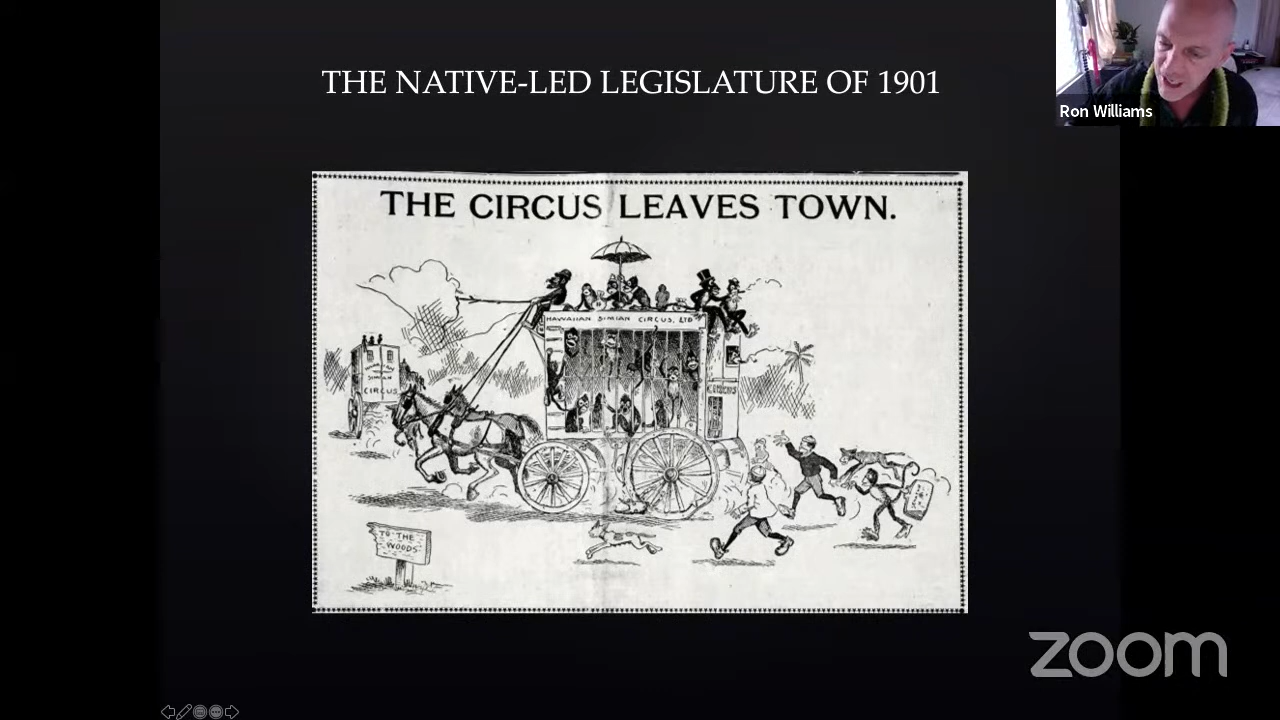 THE NATIVE-LED LEGISLATURE OF 1901
Ron Williams
THE CIRCUS LEAVES TOWN.
HAWAIIAN SIMIAN CIRCUS, LTD
SIMIAN
CIRCUS
TO THE
WOODS
zoom